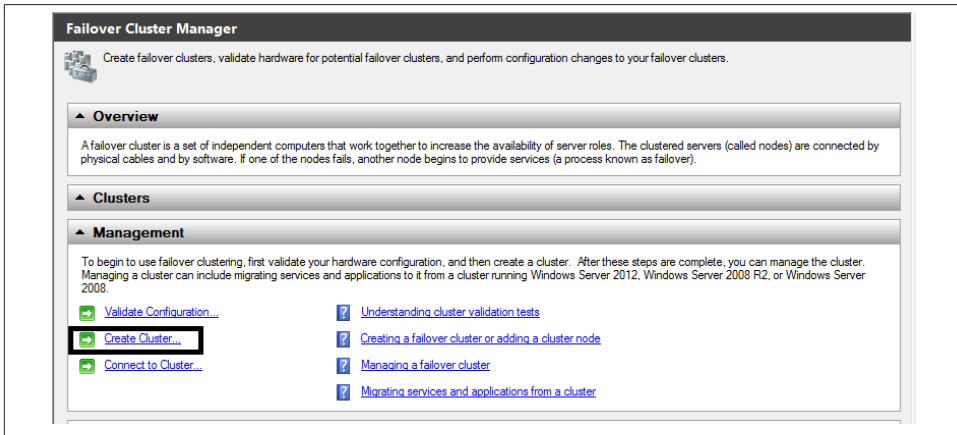 Failover Cluster Manager
Create failover clusters, validate hardware for potential failover clusters, and perform configuration changes to your failover clusters.
Overview
A failover cluster is a set of independent computers that work together to increase the availability of server roles. The clustered servers (called nodes) are connected by
physical cables and by software. If one of the nodes fails, another node begins to provide services (a process known as failover).
Clusters
Management
To begin to use failover clustering, first validate your hardware configuration, and then create a cluster. After these steps are complete, you can manage the cluster.
Managing a cluster can include migrating services and applications to it from a cluster running Windows Server 2012, Windows Server 2008 R2, or Windows Server
2008.
Validate Configuration...
Understanding cluster validation tests
Create Cluster...
Creating a failover cluster or adding a cluster node
Connect to Cluster...
Managing a failover cluster
Migrating services and applications from a cluster